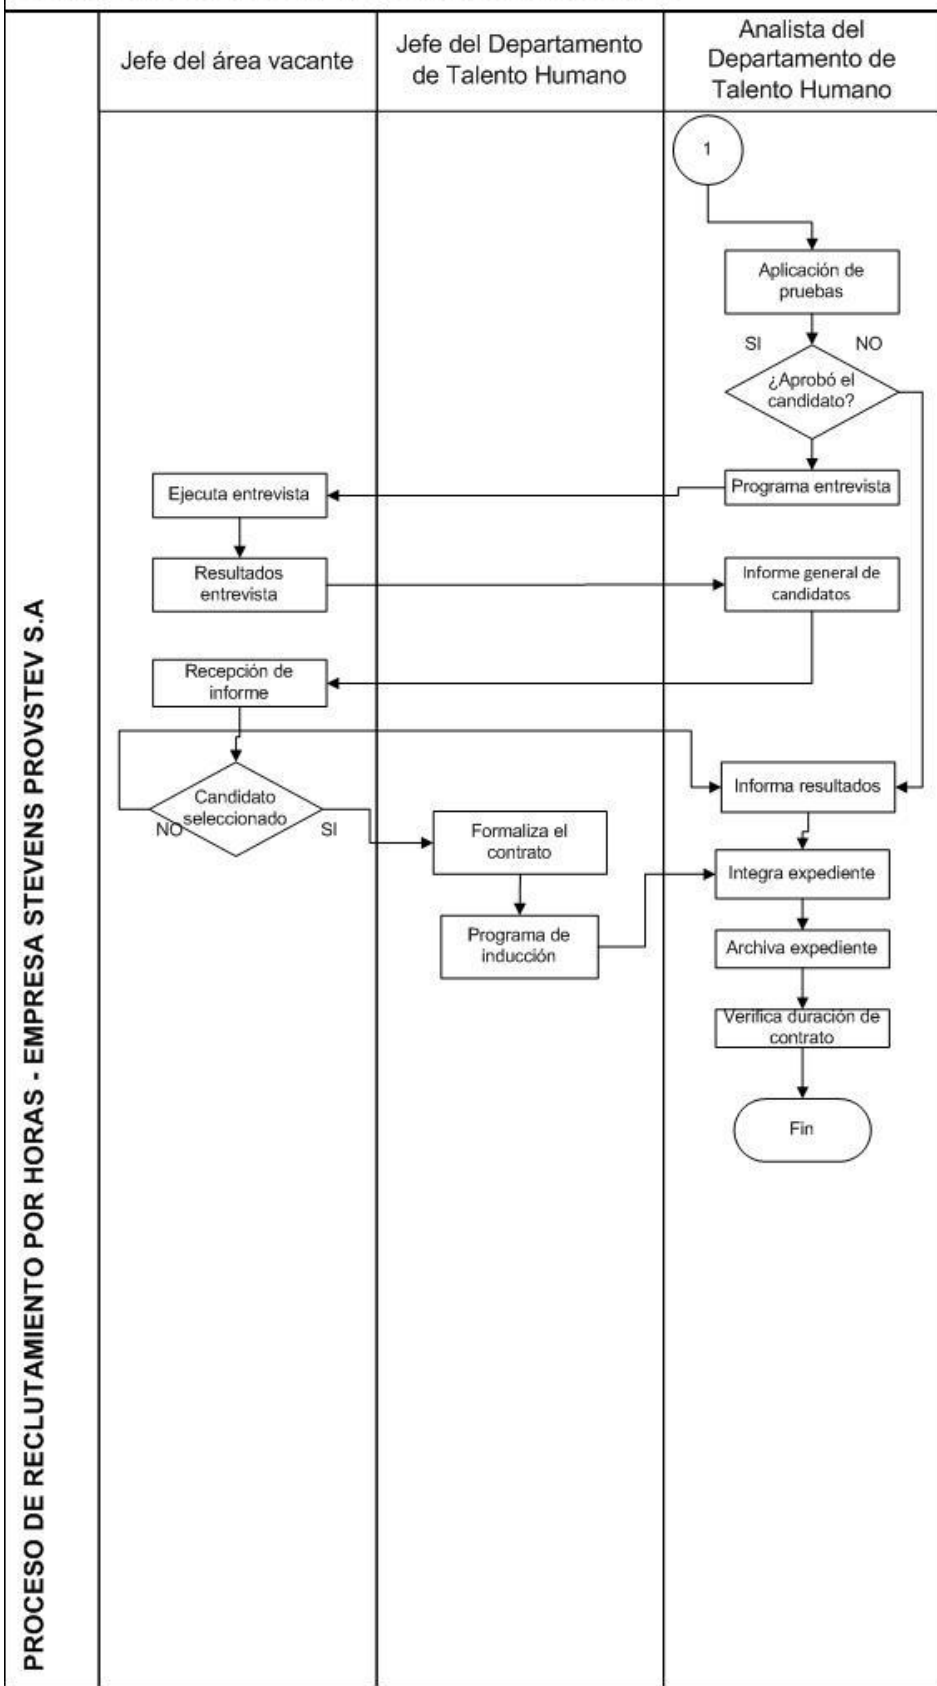 PROCESO DE RECLUTAMIENTO POR HORAS - EMPRESA STEVENS PROVSTEV S.A
Jefe del área vacante
Jefe del Departamento
de Talento Humano
Analista del
Departamento de
Talento Humano
1
Aplicación de
pruebas
SI
NO
¿Aprobó el
candidato?
Programa entrevista
Ejecuta entrevista
Resultados
entrevista
Informe general de
candidatos
Recepción de
informe
Candidato
seleccionado
NO
SI
Informa resultados
Formaliza el
contrato
Programa de
inducción
Integra expediente
Archiva expediente
Verifica duración de
contrato
Fin